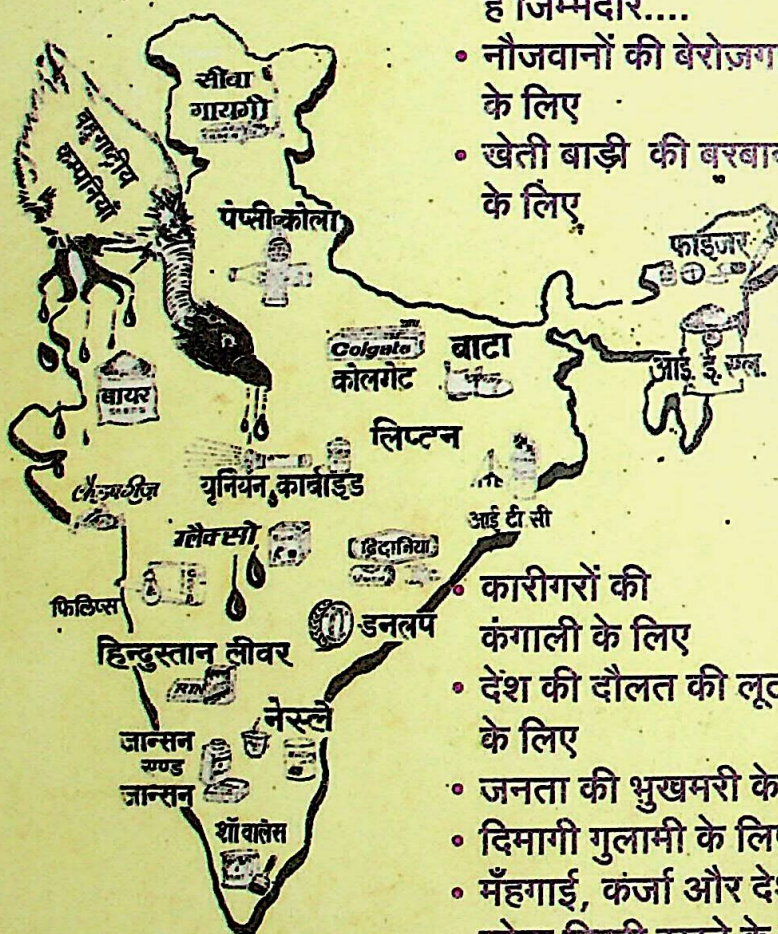 है जिम्मेदार....
• नौजवानों की बेरोज़ग
के लिए
• खेती बाड़ी की बरबा
के लिए
सीबा
गायगी
बहुराष्ट्रीय
कम्पनियाँ
पेप्सी कोला
फाइजर
Colgate
कोलगेट
बाटा
आई. ई. एल.
बायर
लिप्टन
यूनियन कार्बाइड
आई टी सी
ग्लैक्सो
ब्रिटानिया
फिलिप्स
डनलप
हिन्दुस्तान लीवर
RIN
नेस्ले
जान्सन
एण्ड
जान्सन
शॉ वालेस
• कारीगरों की
कंगाली के लिए
• देंश की दौलत की लूट
के लिए
• जनता की भुखमरी के
• दिमागी गुलामी के लि
• मँहगाई, कंर्जा और दे